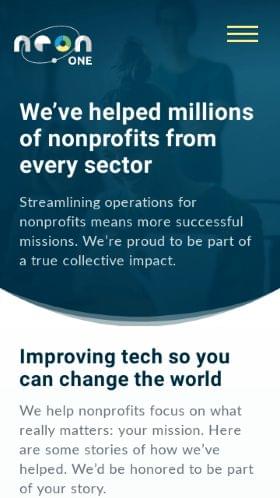 neon
ONE
We’ve helped millions
of nonprofits from
every sector
Streamlining operations for
nonprofits means more successful
missions. We’re proud to be part of
a true collective impact.
Improving tech so you
can change the world
We help nonprofits focus on what
really matters: your mission. Here
are some stories of how we’ve
helped. We’d be honored to be part
of your story.